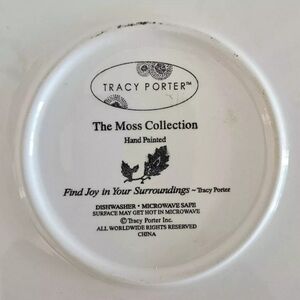 TRACY PORTER™
The Moss Collection
Hand Painted
Find Joy in Your Surroundings ~ Tracy Porter
DISHWASHER • MICROWAVE SAFE
SURFACE MAY GET HOT IN MICROWAVE
©Tracy Porter Inc.
ALL WORLDWIDE RIGHTS RESERVED
CHINA